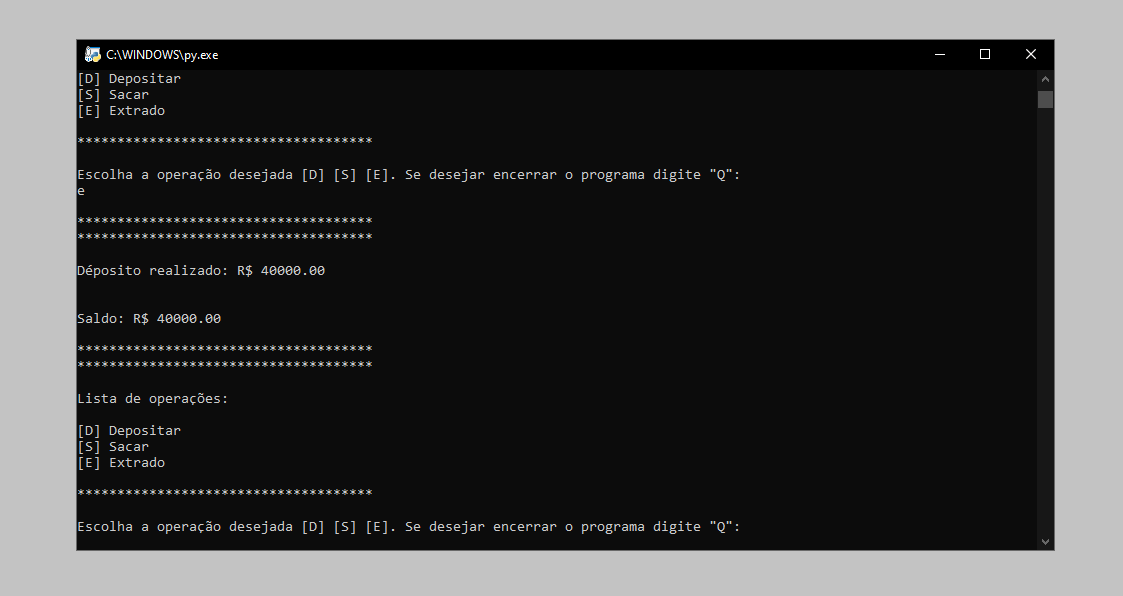 C:\WINDOWS\py.exe
[D] Depositar
[S] Sacar
[E] Extrado
*************************************
Escolha a operação desejada [D] [S] [E]. Se desejar encerrar o programa digite "Q":
e
*************************************
*************************************
Déposito realizado: R$ 40000.00
Saldo: R$ 40000.00
*************************************
*************************************
Lista de operações:
[D] Depositar
[S] Sacar
[E] Extrado
*************************************
Escolha a operação desejada [D] [S] [E]. Se desejar encerrar o programa digite "Q":